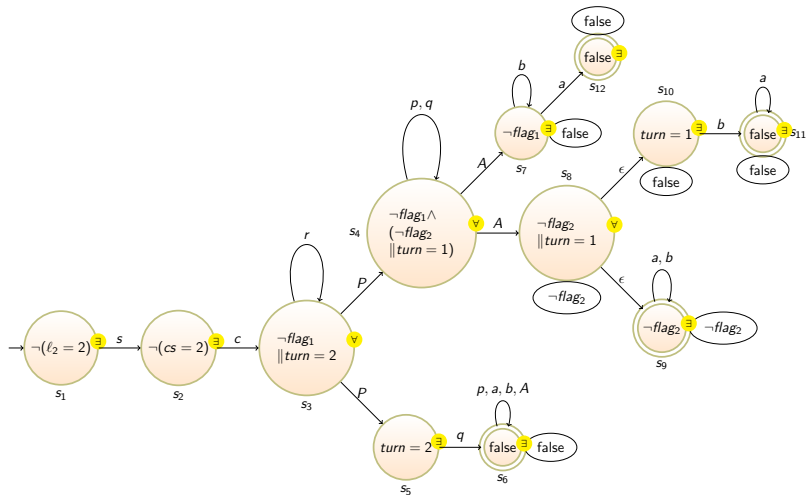 false
false
∃
s12
b
a
¬flag1
∃
false
s7
p, q
A
s10
turn = 1
∃
b
false
a
false
∃
s11
false
s4
¬flag1∧
(¬flag2
‖turn = 1)
∀
A
s8
¬flag2
‖turn = 1
∀
ϵ
¬flag2
ϵ
a, b
¬flag2
∃
¬flag2
s9
r
P
¬(ℓ2 = 2)
∃
s
s1
¬(cs = 2)
∃
c
s2
¬flag1
‖turn = 2
∀
s3
P
turn = 2
∃
q
s5
p, a, b, A
false
∃
false
s6